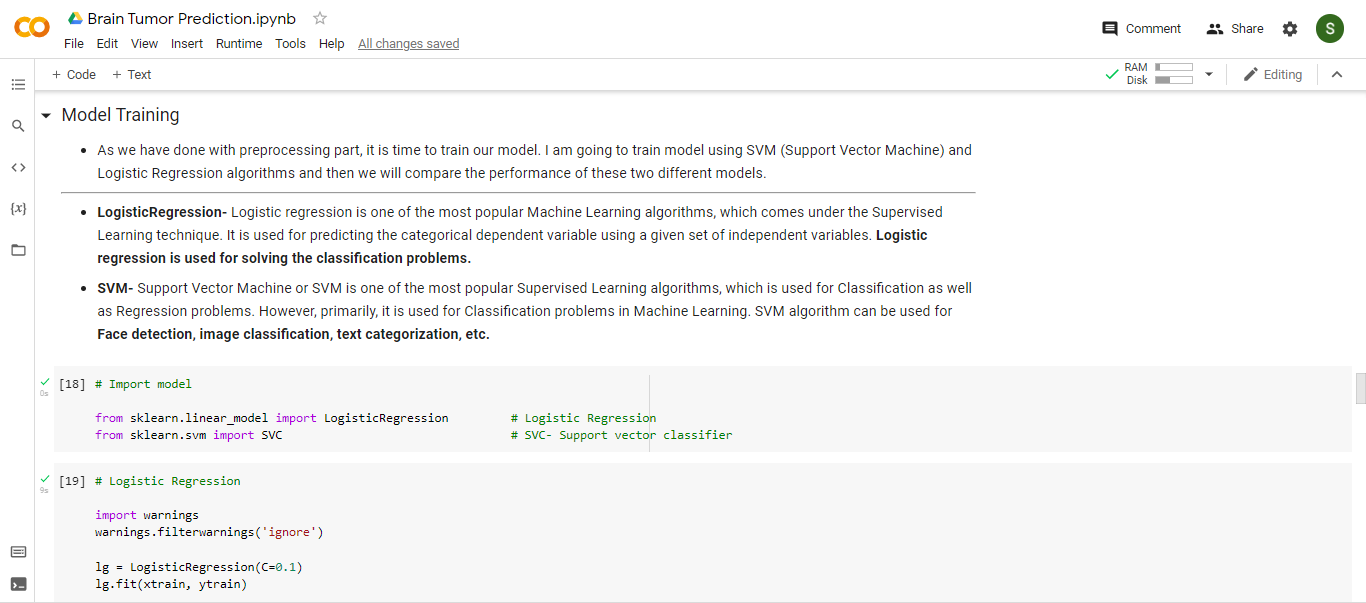 Brain Tumor Prediction.ipynb
File Edit View Insert Runtime Tools Help All changes saved
Comment Share S
+ Code + Text
RAM
Disk
Editing
Model Training
• As we have done with preprocessing part, it is time to train our model. I am going to train model using SVM (Support Vector Machine) and
Logistic Regression algorithms and then we will compare the performance of these two different models.
• LogisticRegression- Logistic regression is one of the most popular Machine Learning algorithms, which comes under the Supervised
Learning technique. It is used for predicting the categorical dependent variable using a given set of independent variables. Logistic
regression is used for solving the classification problems.
• SVM- Support Vector Machine or SVM is one of the most popular Supervised Learning algorithms, which is used for Classification as well
as Regression problems. However, primarily, it is used for Classification problems in Machine Learning. SVM algorithm can be used for
Face detection, image classification, text categorization, etc.
[18] # Import model
0s
from sklearn.linear_model import LogisticRegression # Logistic Regression
from sklearn.svm import SVC # SVC- Support vector classifier
[19] # Logistic Regression
9s
import warnings
warnings.filterwarnings('ignore')
lg = LogisticRegression(C=0.1)
lg.fit(xtrain, ytrain)